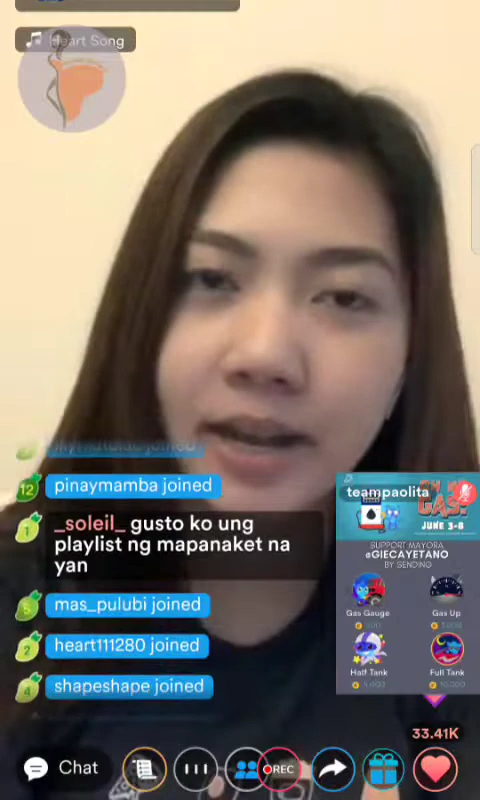 Heart Song
joined
12 pinaymamba joined
1 _soleil_ gusto ko ung
playlist ng mapanaket na
yan
5 mas_pulubi joined
2 heart111280 joined
4 shapeshape joined
teampaolita
GAS!
JUNE 3-8
SUPPORT MAYORA
@GIECAYETANO
BY SENDING
Gas Gauge
Gas Up
Half Tank
Full Tank
33.41K
Chat
REC